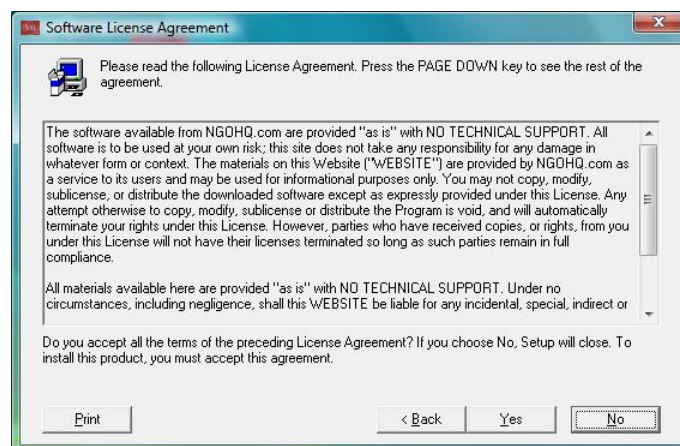 NG
Software License Agreement
Please read the following License Agreement. Press the PAGE DOWN key to see the rest of the
agreement.
The software available from NGOHQ.com are provided "as is" with NO TECHNICAL SUPPORT. All
software is to be used at your own risk; this site does not take any responsibility for any damage in
whatever form or context. The materials on this Website ("WEBSITE") are provided by NGOHQ.com as
a service to its users and may be used for informational purposes only. You may not copy, modify,
sublicense, or distribute the downloaded software except as expressly provided under this License. Any
attempt otherwise to copy, modify, sublicense or distribute the Program is void, and will automatically
terminate your rights under this License. However, parties who have received copies, or rights, from you
under this License will not have their licenses terminated so long as such parties remain in full
compliance.
All materials available here are provided "as is" with NO TECHNICAL SUPPORT. Under no
circumstances, including negligence, shall this WEBSITE be liable for any incidental, special, indirect or
Do you accept all the terms of the preceding License Agreement? If you choose No, Setup will close. To
install this product, you must accept this agreement.
Print
< Back
Yes
No